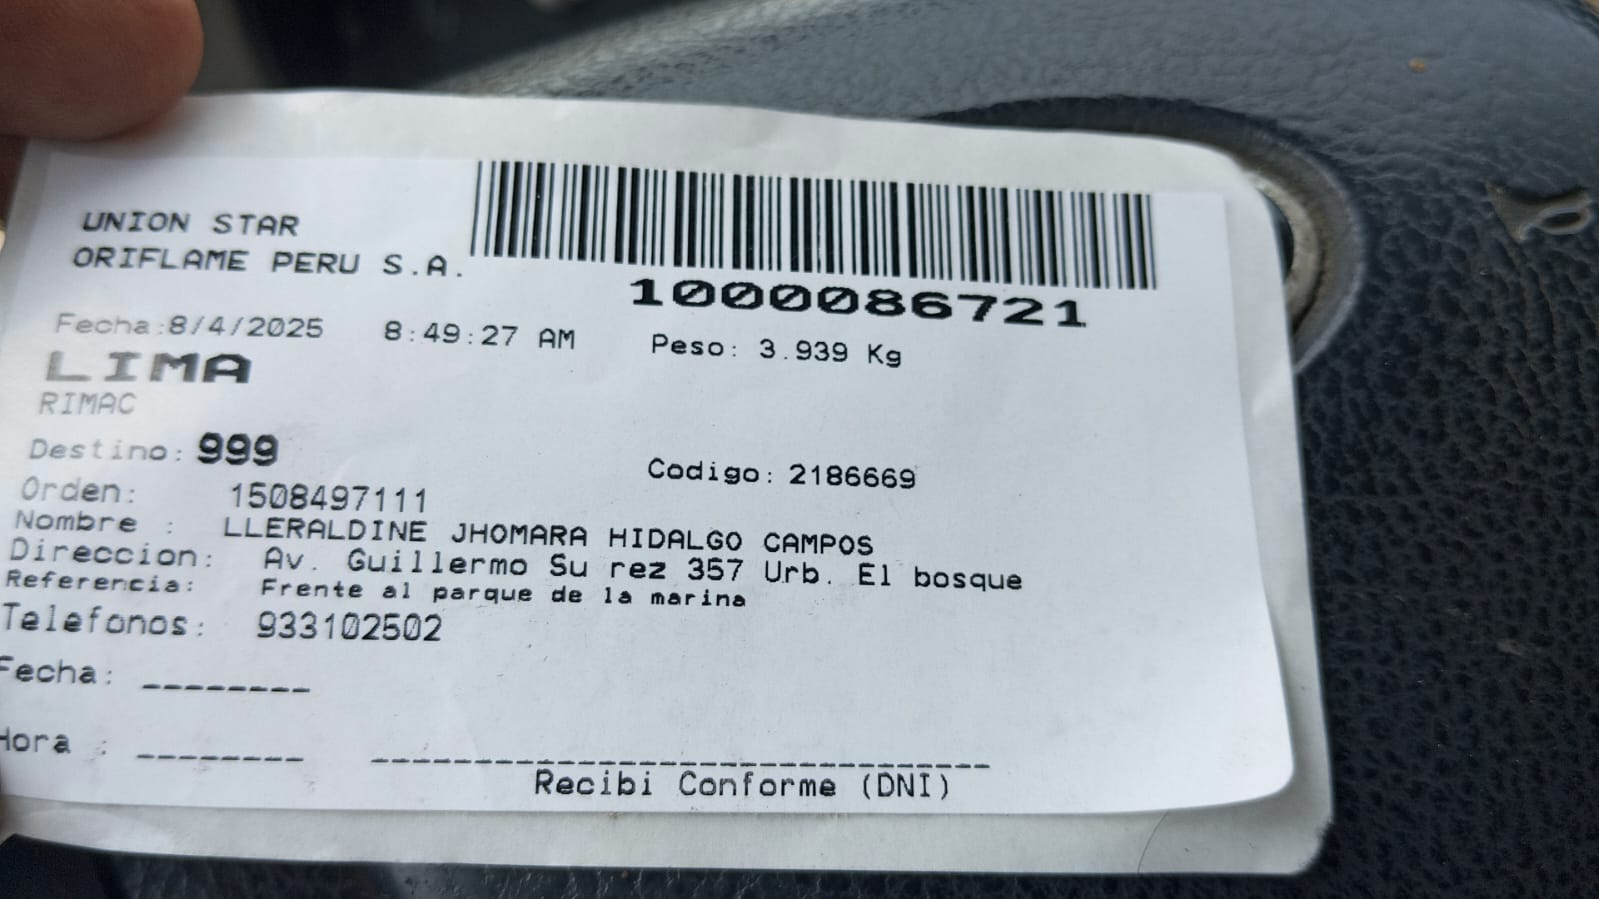 UNION STAR
ORIFLAME PERU S.A.
1000086721
Fecha:8/4/2025 8:49:27 AM Peso: 3.939 Kg
LIMA
RIMAC
Destino: 999
Codigo: 2186669
Orden: 1508497111
Nombre : LLERALDINE JHOMARA HIDALGO CAMPOS
Direccion: Av. Guillermo Su rez 357 Urb. El bosque
Referencia: Frente al parque de la marina
Telefonos: 933102502
Fecha: ________
Hora : ________
Recibi Conforme (DNI)